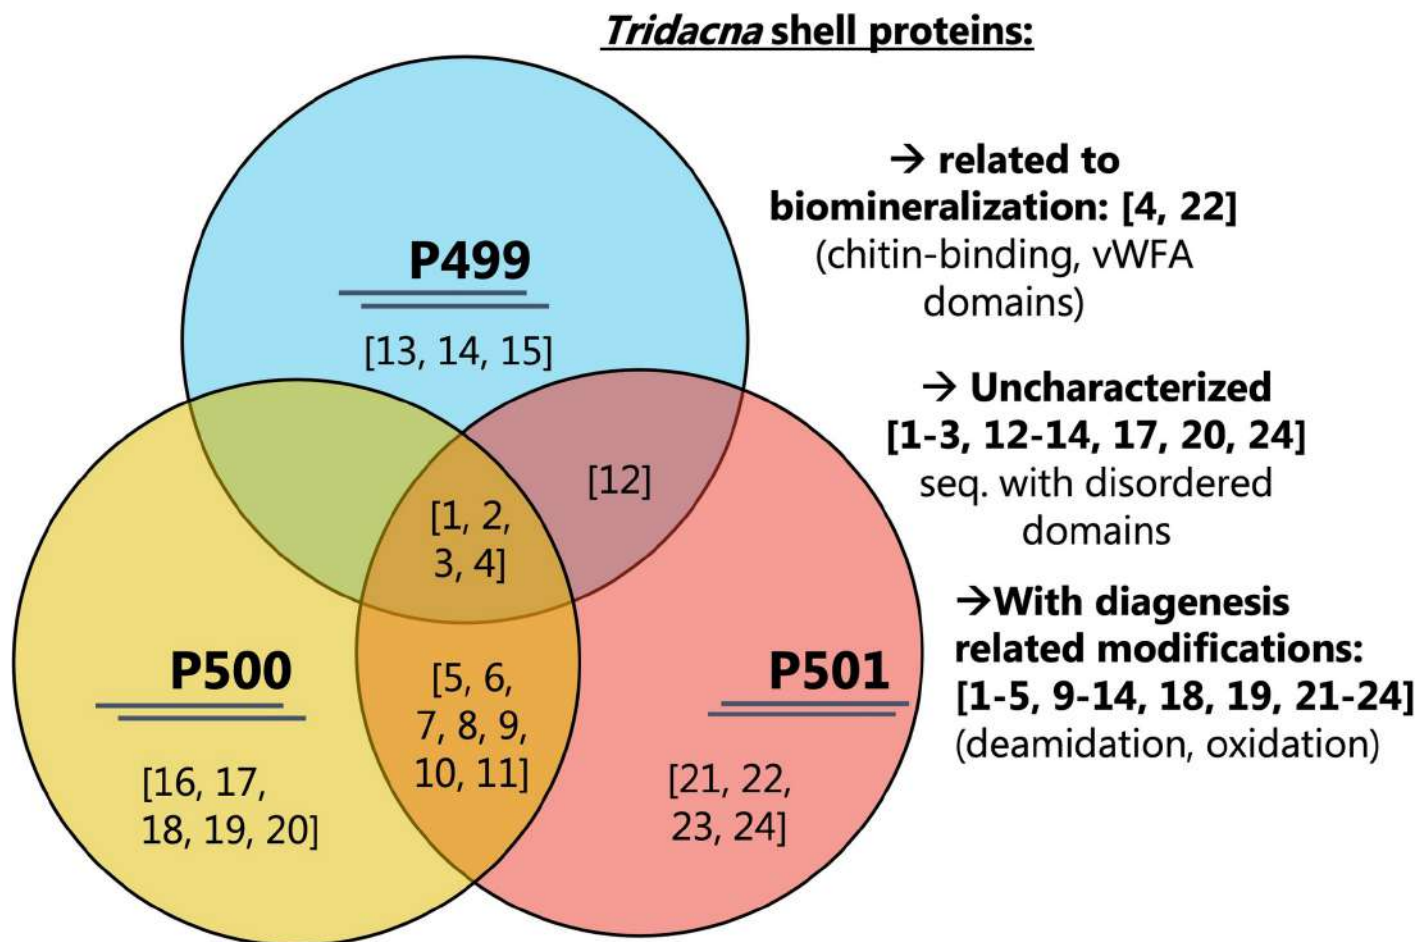 Tridacna shell proteins:
P499
[13, 14, 15]
[12]
[1, 2,
3, 4]
P500
[16, 17,
18, 19, 20]
[5, 6,
7, 8, 9,
10, 11]
P501
[21, 22,
23, 24]
→ related to
biomineralization: [4, 22]
(chitin-binding, vWFA
domains)
→ Uncharacterized
[1-3, 12-14, 17, 20, 24]
seq. with disordered
domains
→With diagenesis
related modifications:
[1-5, 9-14, 18, 19, 21-24]
(deamidation, oxidation)